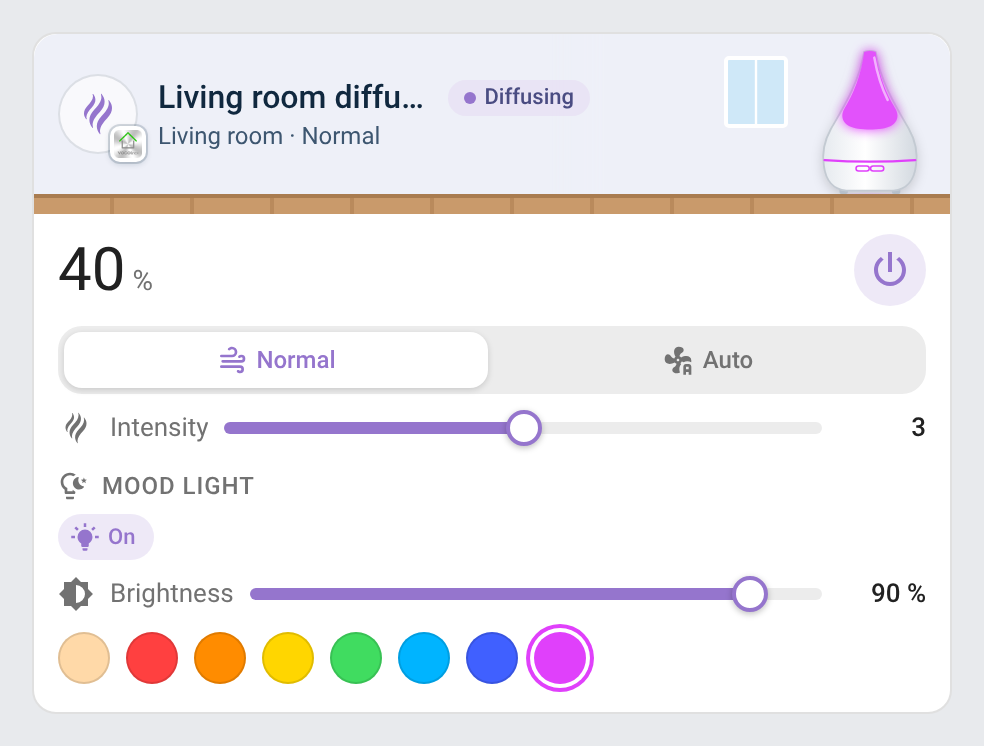 Living room diffu...
Diffusing
Living room · Normal
40 %
Normal
Auto
Intensity
3
MOOD LIGHT
On
Brightness
90 %